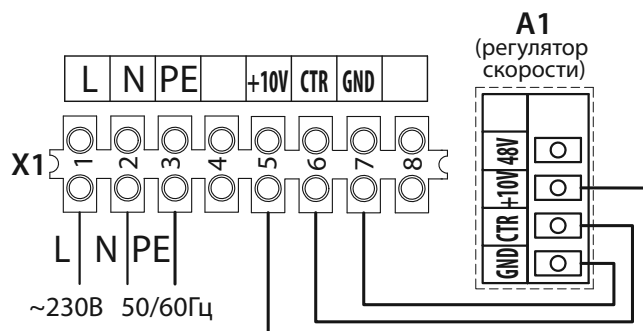 A1
(регулятор
скорости)
L N PE +10V CTR GND
X1 1 2 3 4 5 6 7 8
48V
+10V
CTR
GND
L N PE
~230В 50/60Гц